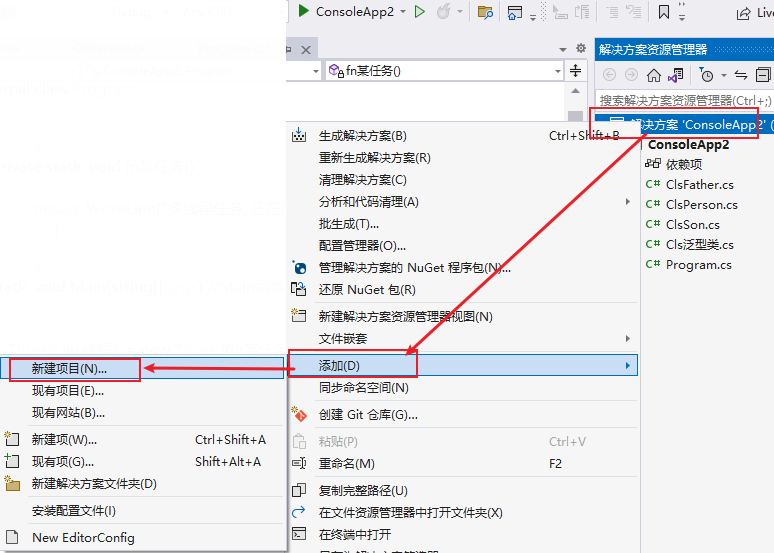 ConsoleApp2
Live
fn某任务()
解决方案资源管理器
搜索解决方案资源管理器(Ctrl+;)
解决方案 'ConsoleApp2' (
ConsoleApp2
依赖项
C# ClsFather.cs
C# ClsPerson.cs
C# ClsSon.cs
C# Cls泛型类.cs
C# Program.cs
生成解决方案(B) Ctrl+Shift+B
重新生成解决方案(R)
清理解决方案(C)
分析和代码清理(A)
批生成(T)...
配置管理器(O)...
管理解决方案的 NuGet 程序包(N)...
还原 NuGet 包(R)
新建解决方案资源管理器视图(N)
文件嵌套
添加(D)
同步命名空间(N)
创建 Git 仓库(G)...
粘贴(P) Ctrl+V
重命名(M) F2
复制完整路径(U)
在文件资源管理器中打开文件夹(X)
在终端中打开
新建项目(N)...
现有项目(E)...
现有网站(B)...
新建项(W)... Ctrl+Shift+A
现有项(G)... Shift+Alt+A
新建解决方案文件夹(D)
安装配置文件(I)
New EditorConfig